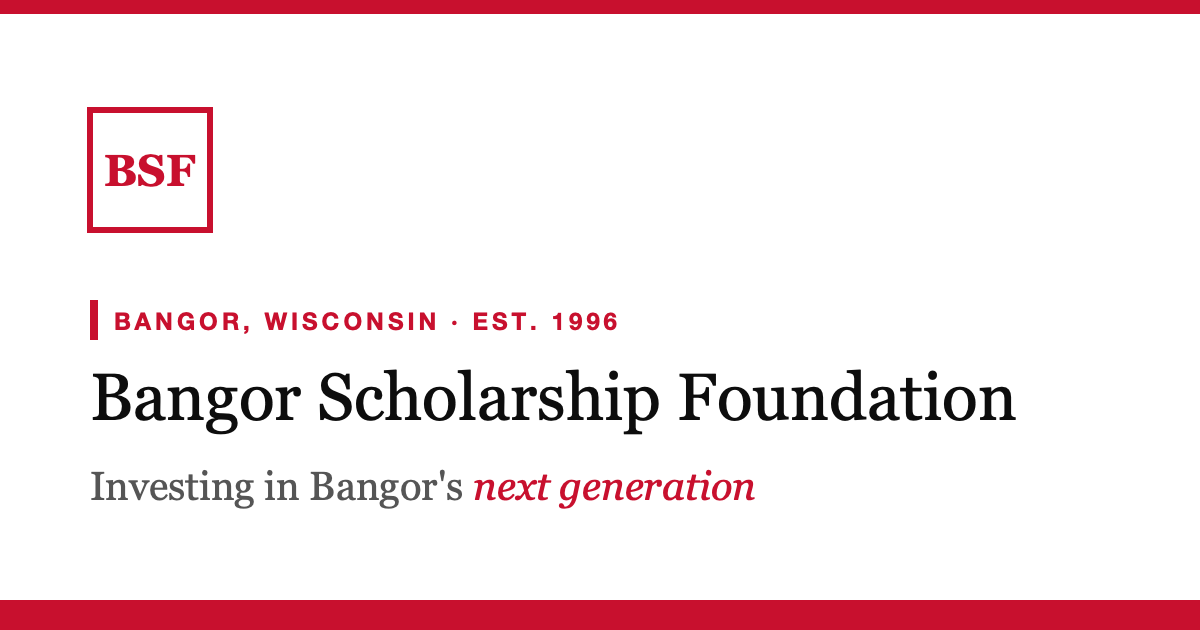 BSF
BANGOR, WISCONSIN · EST. 1996
Bangor Scholarship Foundation
Investing in Bangor's next generation